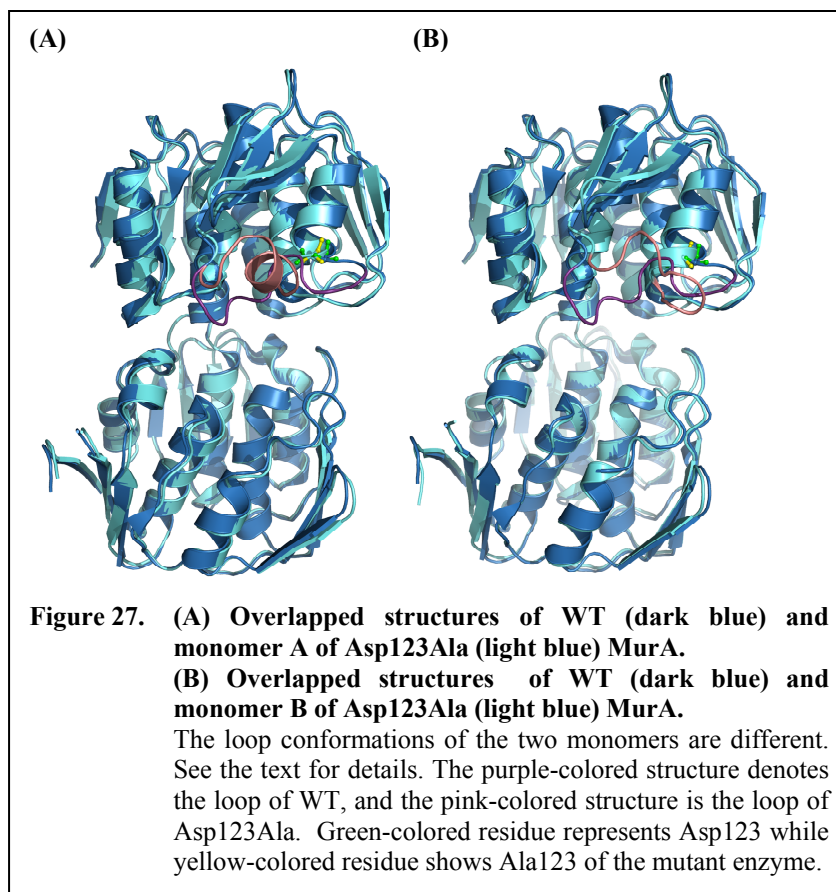 (A) (B)
Figure 27. (A) Overlapped structures of WT (dark blue) and
monomer A of Asp123Ala (light blue) MurA.
(B) Overlapped structures of WT (dark blue) and
monomer B of Asp123Ala (light blue) MurA.
The loop conformations of the two monomers are different.
See the text for details. The purple-colored structure denotes
the loop of WT, and the pink-colored structure is the loop of
Asp123Ala. Green-colored residue represents Asp123 while
yellow-colored residue shows Ala123 of the mutant enzyme.